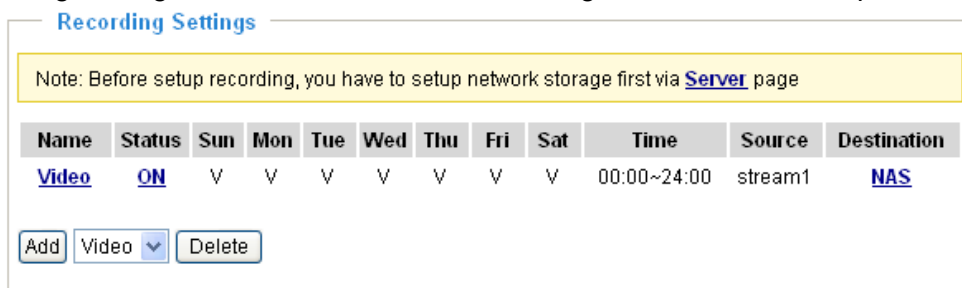 Recording Settings
Note: Before setup recording, you have to setup network storage first via Server page
Name Status Sun Mon Tue Wed Thu Fri Sat Time Source Destination
Video ON V V V V V V V 00:00~24:00 stream1 NAS
Add Video Delete